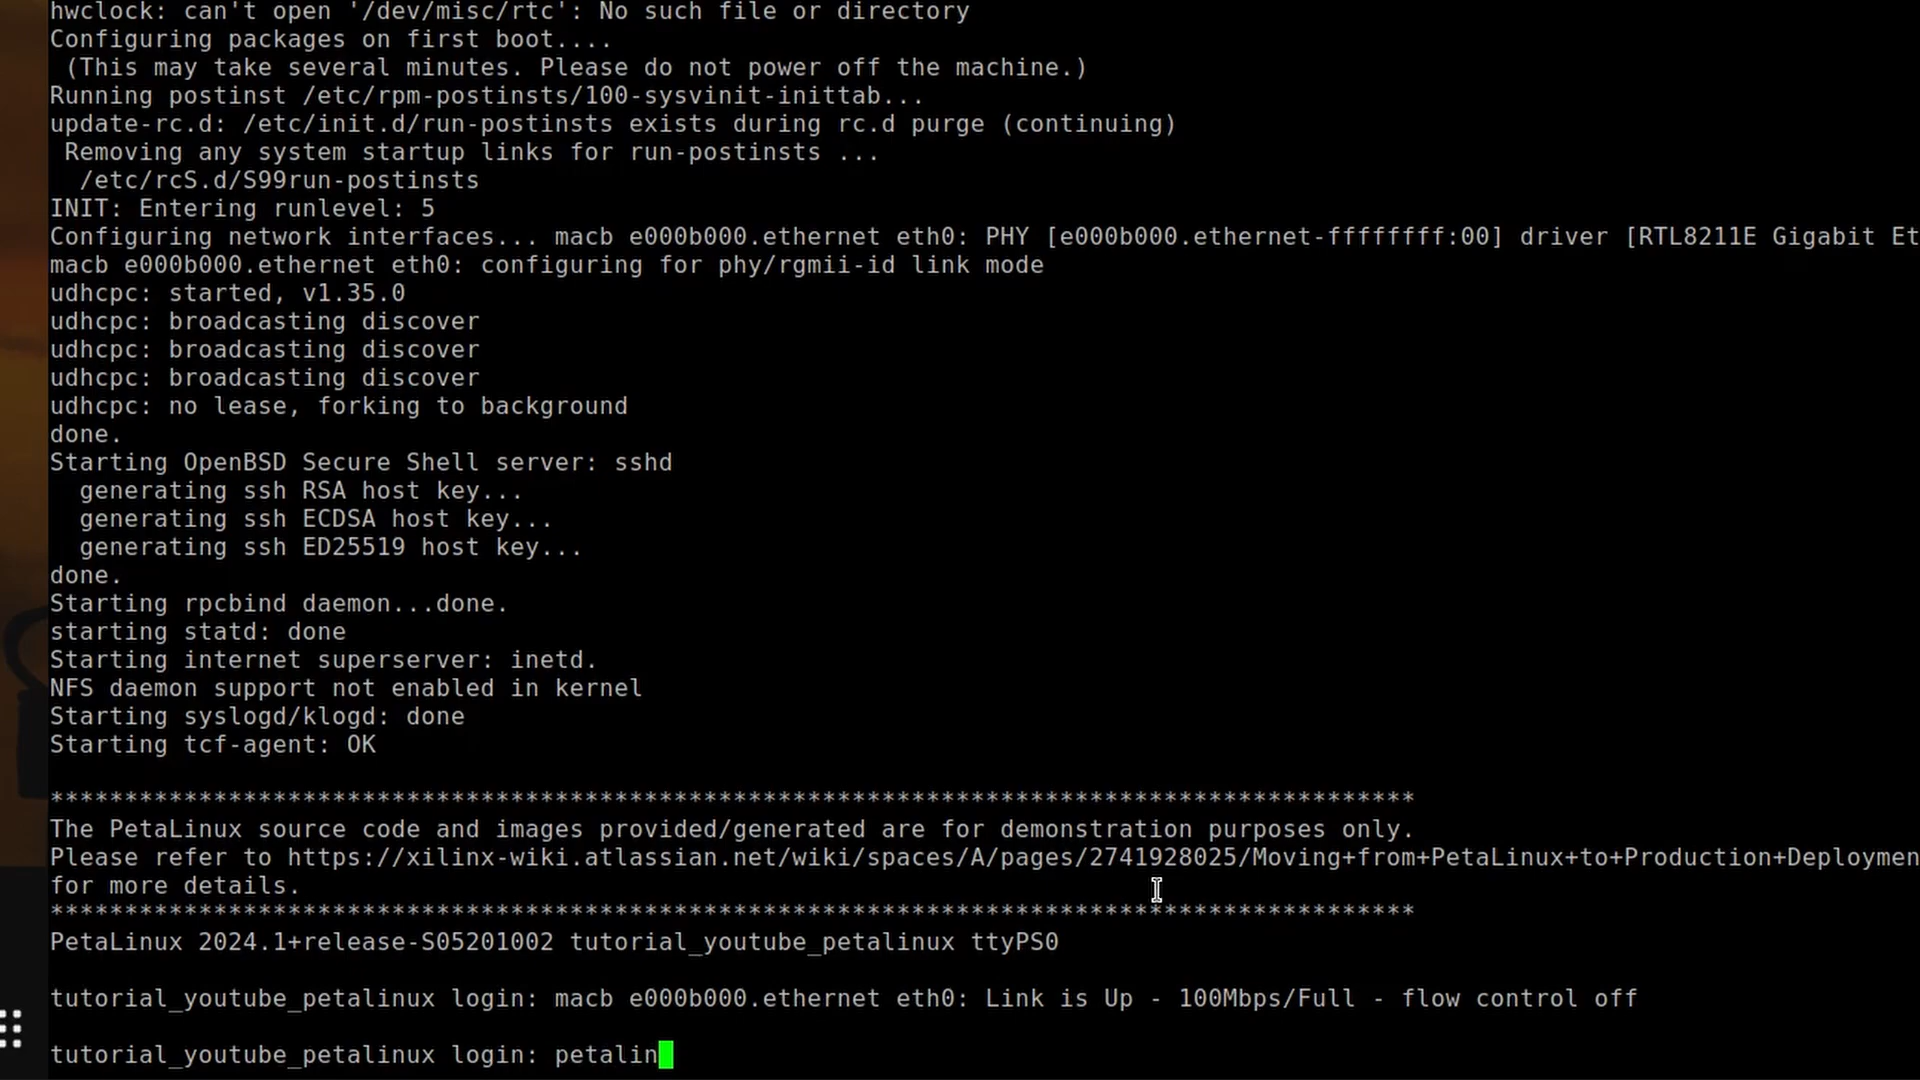 hwclock: can't open '/dev/misc/rtc': No such file or directory
Configuring packages on first boot....
 (This may take several minutes. Please do not power off the machine.)
Running postinst /etc/rpm-postinsts/100-sysvinit-inittab...
update-rc.d: /etc/init.d/run-postinsts exists during rc.d purge (continuing)
 Removing any system startup links for run-postinsts ...
  /etc/rcS.d/S99run-postinsts
INIT: Entering runlevel: 5
Configuring network interfaces... macb e000b000.ethernet eth0: PHY [e000b000.ethernet-ffffffff:00] driver [RTL8211E Gigabit Et
macb e000b000.ethernet eth0: configuring for phy/rgmii-id link mode
udhcpc: started, v1.35.0
udhcpc: broadcasting discover
udhcpc: broadcasting discover
udhcpc: broadcasting discover
udhcpc: no lease, forking to background
done.
Starting OpenBSD Secure Shell server: sshd
  generating ssh RSA host key...
  generating ssh ECDSA host key...
  generating ssh ED25519 host key...
done.
Starting rpcbind daemon...done.
starting statd: done
Starting internet superserver: inetd.
NFS daemon support not enabled in kernel
Starting syslogd/klogd: done
Starting tcf-agent: OK
********************************************************************************************
The PetaLinux source code and images provided/generated are for demonstration purposes only.
Please refer to https://xilinx-wiki.atlassian.net/wiki/spaces/A/pages/2741928025/Moving+from+PetaLinux+to+Production+Deploymen
for more details.
********************************************************************************************
PetaLinux 2024.1+release-S05201002 tutorial_youtube_petalinux ttyPS0
tutorial_youtube_petalinux login: macb e000b000.ethernet eth0: Link is Up - 100Mbps/Full - flow control off
tutorial_youtube_petalinux login: petalin